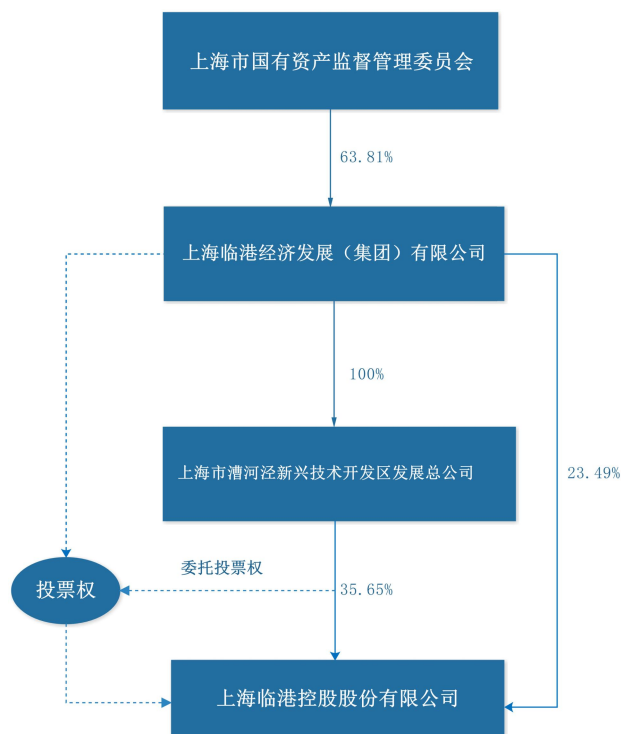 上海市国有资产监督管理委员会
63.81%
上海临港经济发展（集团）有限公司
100%
上海市漕河泾新兴技术开发区发展总公司
23.49%
委托投票权
投票权
35.65%
上海临港控股股份有限公司